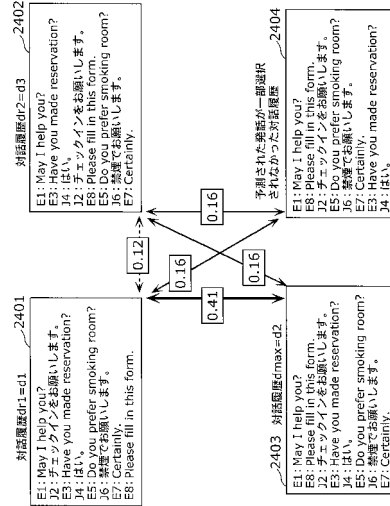 対話履歴dr1=d1
2401
E1: May I help you?
J2: チェックインをお願いします。
E3: Have you made reservation?
J4: はい。
E5: Do you prefer smoking room?
J6: 禁煙でお願いします。
E7: Certainly.
E8: Please fill in this form.
対話履歴dr2=d3
2402
E1: May I help you?
E3: Have you made reservation?
J4: はい。
J2: チェックインをお願いします。
E8: Please fill in this form.
E5: Do you prefer smoking room?
J6: 禁煙でお願いします。
E7: Certainly.
0.12
0.16
0.16
0.41
0.16
2403 対話履歴dmax=d2
E1: May I help you?
E8: Please fill in this form.
J2: チェックインをお願いします。
E3: Have you made reservation?
J4: はい。
E5: Do you prefer smoking room?
J6: 禁煙でお願いします。
E7: Certainly.
予測された発話が一部選択
されなかった対話履歴
2404
E1: May I help you?
E8: Please fill in this form.
J2: チェックインをお願いします。
E5: Do you prefer smoking room?
J6: 禁煙でお願いします。
E7: Certainly.
E3: Have you made reservation?
J4: はい。